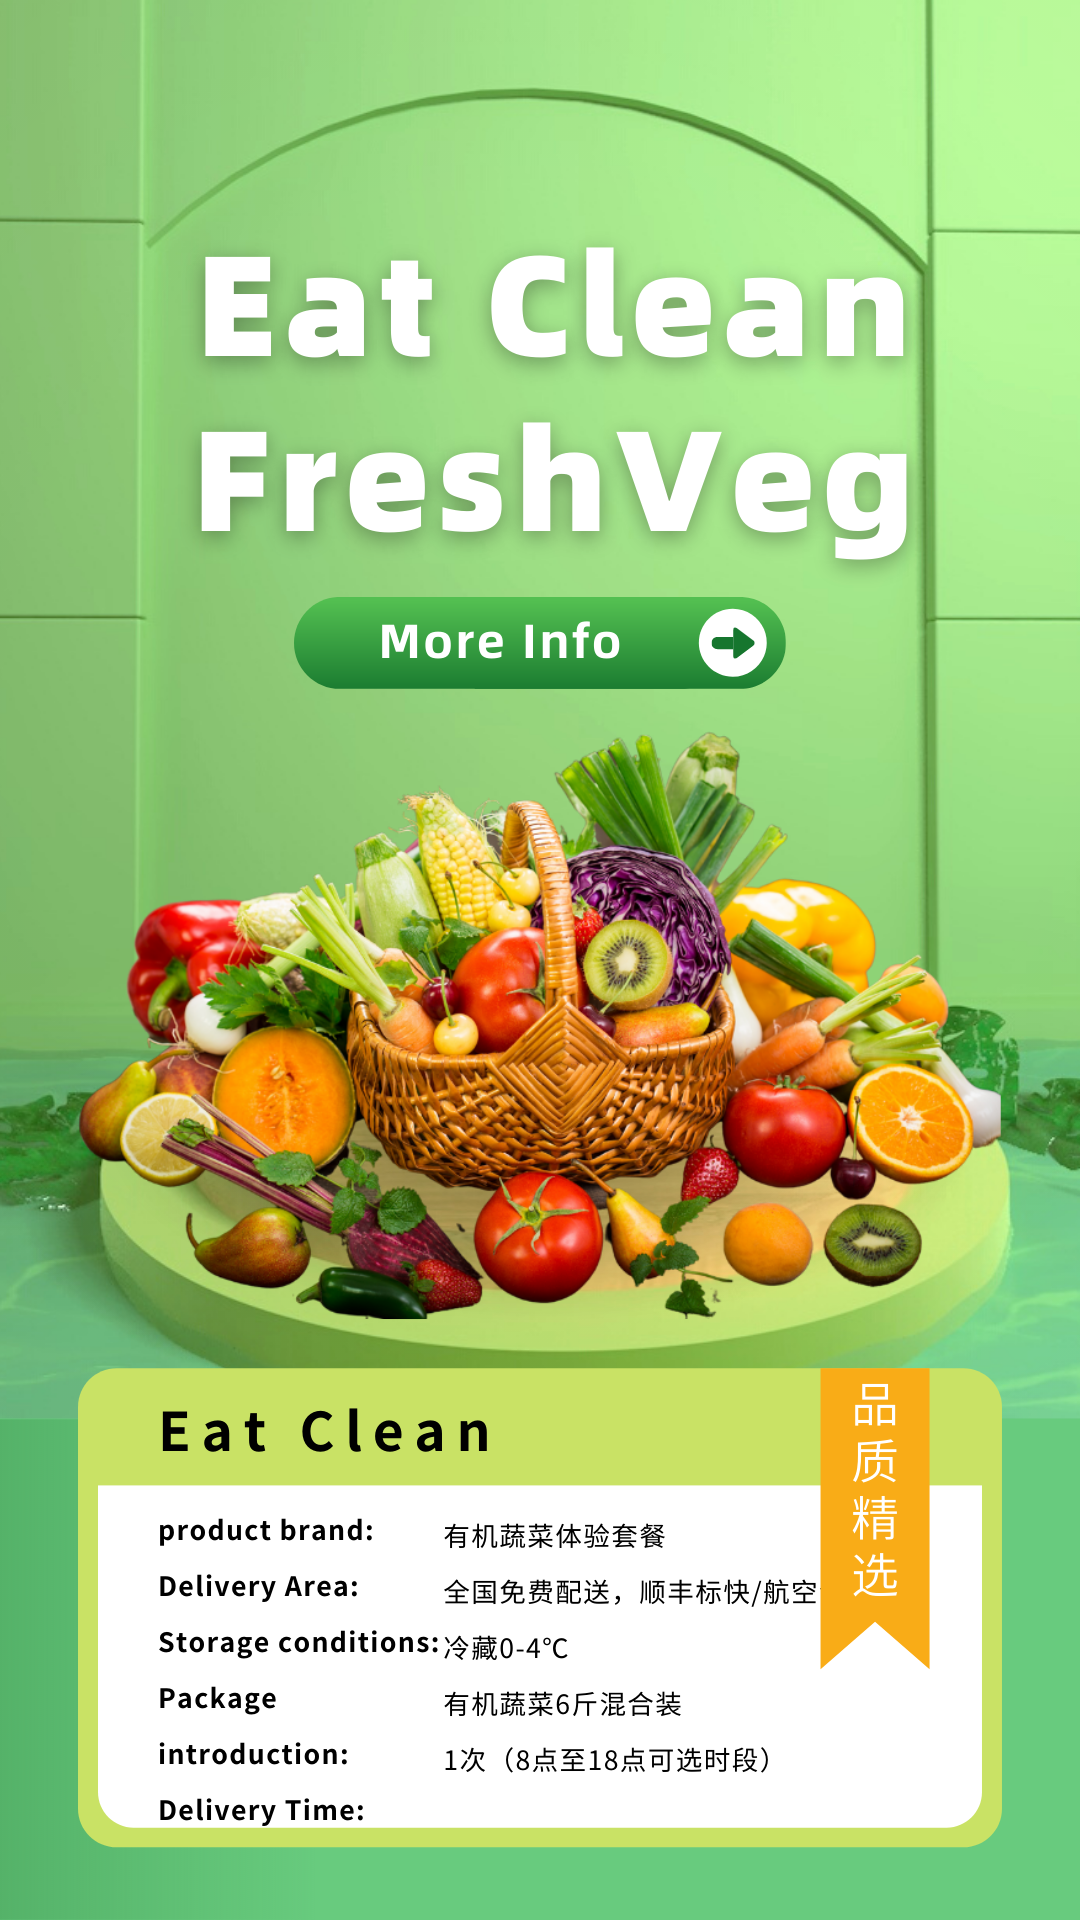 Eat Clean
FreshVeg
More Info
Eat Clean
品
质
精
选
product brand:
有机蔬菜体验套餐
Delivery Area:
全国免费配送，顺丰标快/航空
Storage conditions:
冷藏0-4℃
Package
有机蔬菜6斤混合装
introduction:
1次（8点至18点可选时段）
Delivery Time: